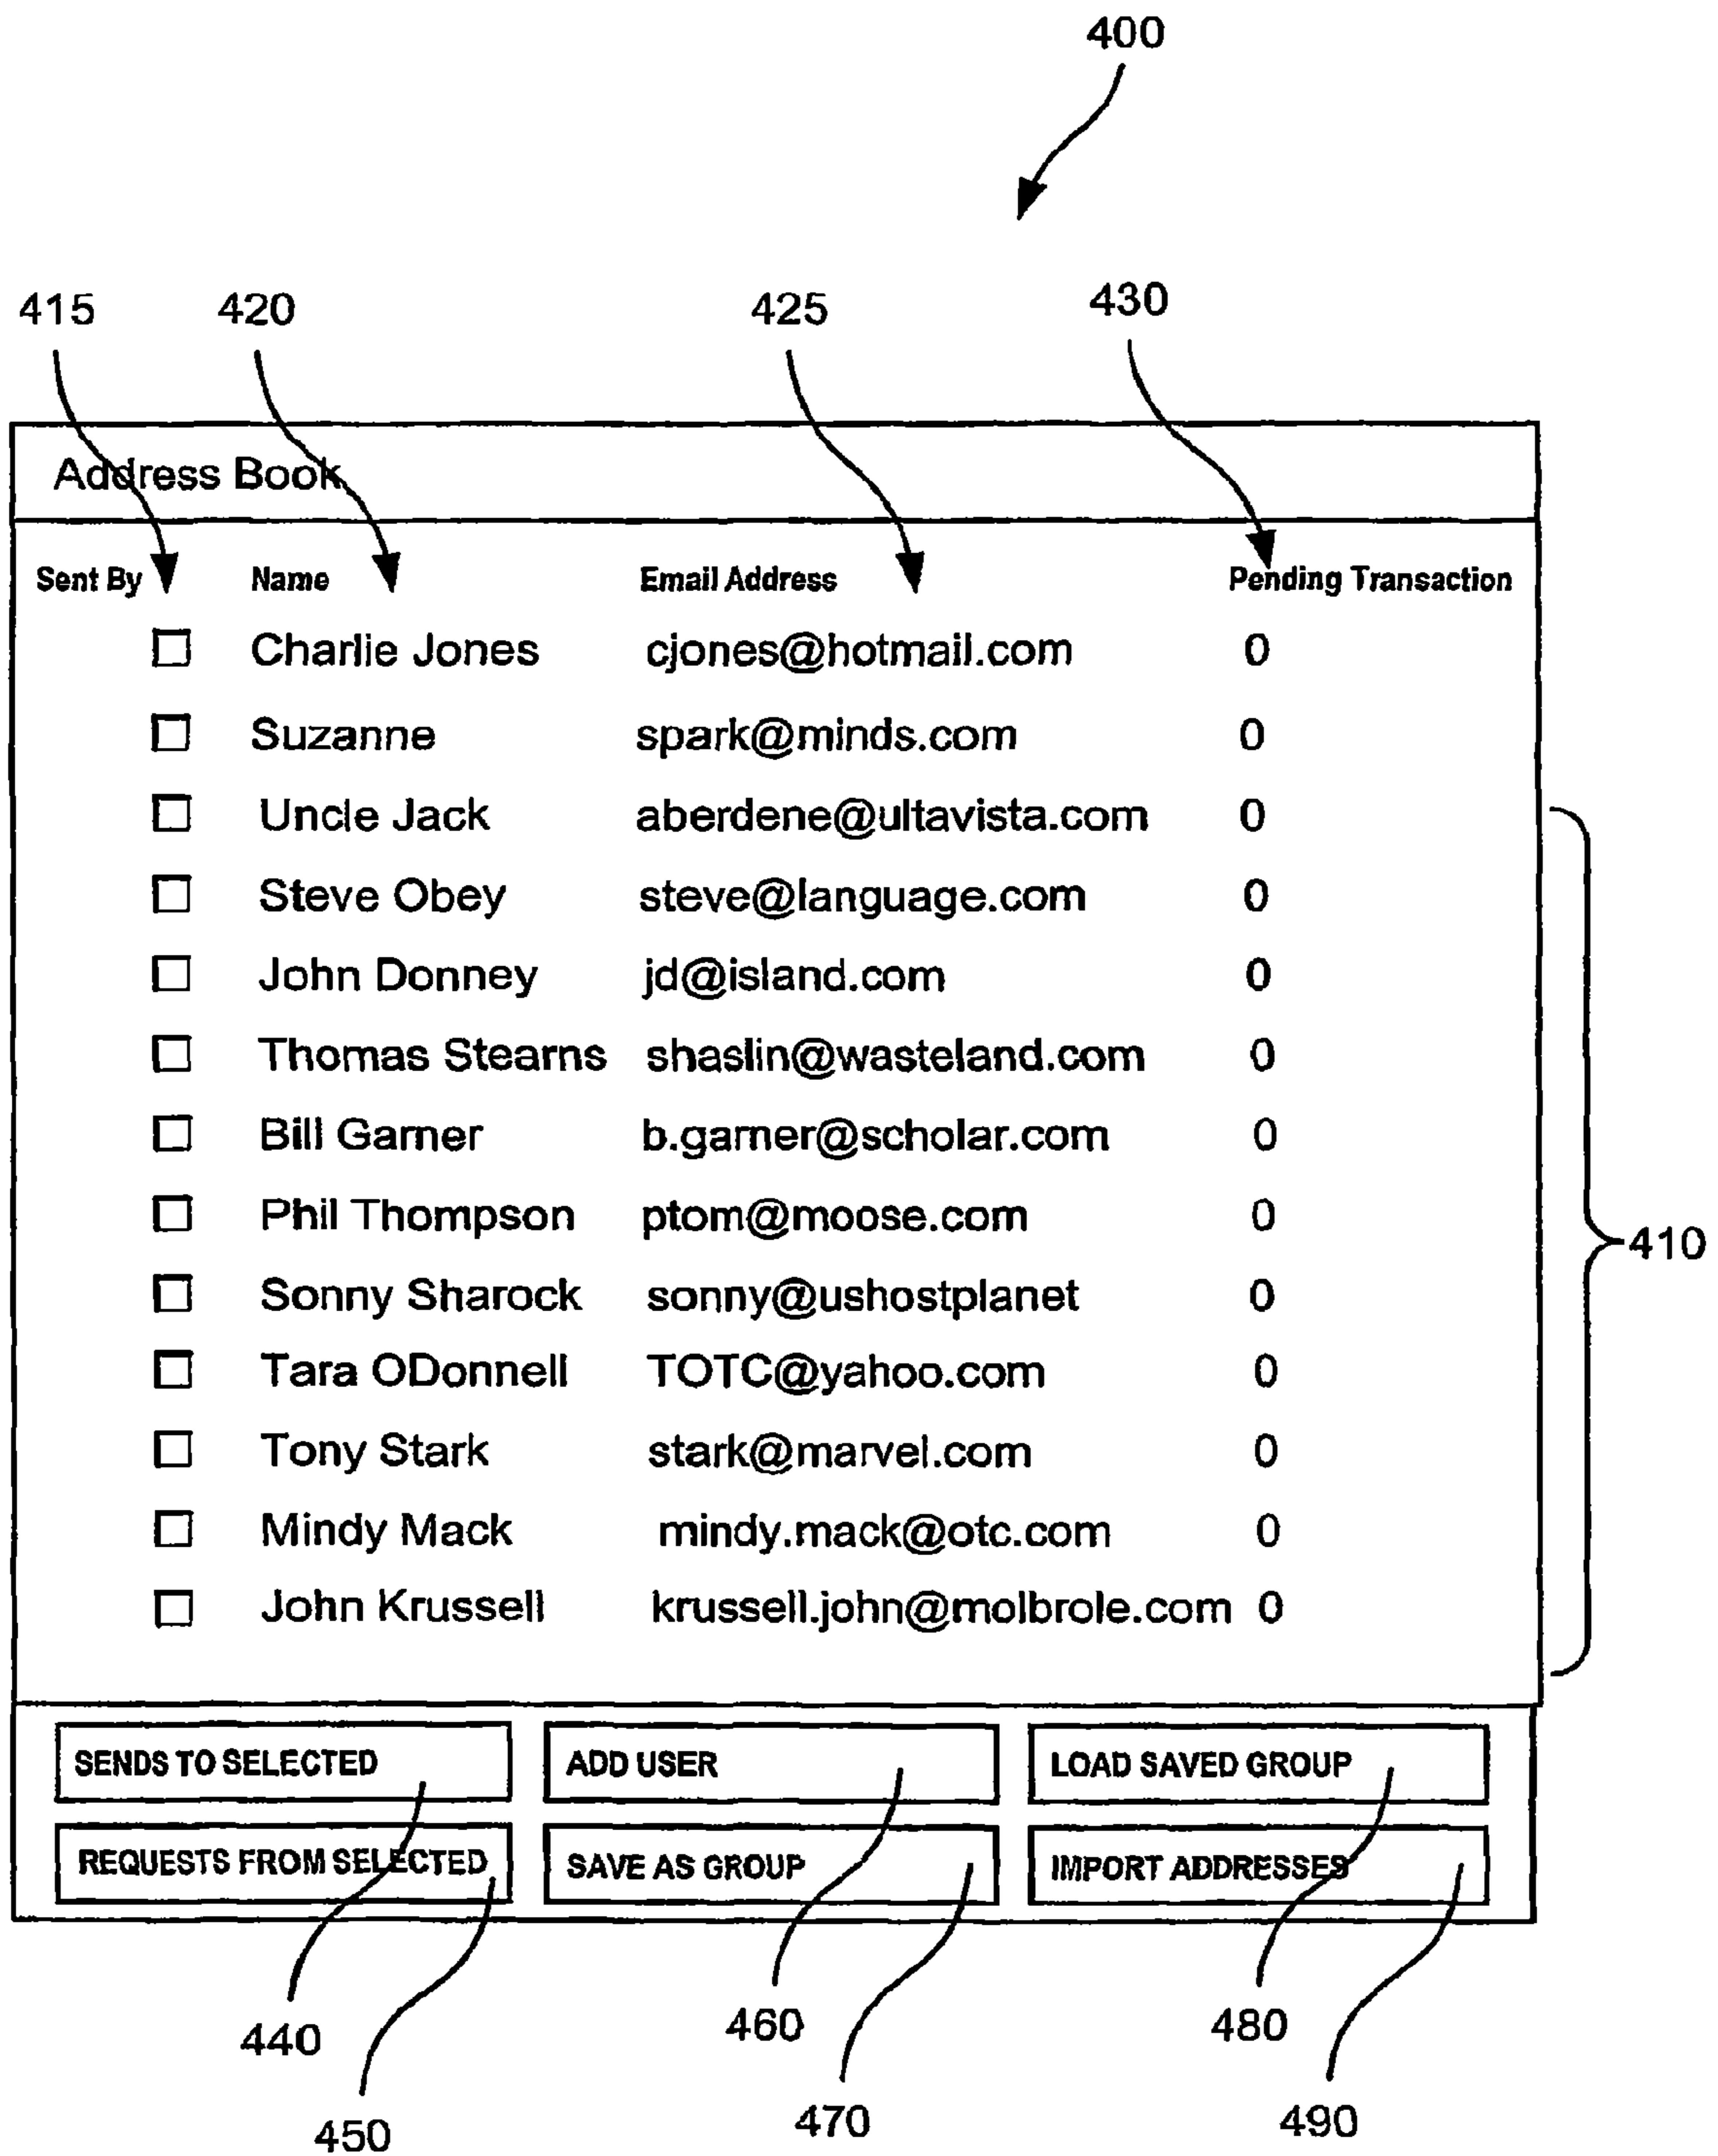 400
415 420 425 430
Address Book
Sent By Name Email Address Pending Transaction
Charlie Jones cjones@hotmail.com 0
Suzanne spark@minds.com 0
Uncle Jack aberdene@ultavista.com 0
Steve Obey steve@language.com 0
John Donney jd@island.com 0
Thomas Stearns shaslin@wasteland.com 0
Bill Garner b.garner@scholar.com 0
Phil Thompson ptom@moose.com 0
410
Sonny Sharock sonny@ushostplanet 0
Tara ODonnell TOTC@yahoo.com 0
Tony Stark stark@marvel.com 0
Mindy Mack mindy.mack@otc.com 0
John Krussell krussell.john@molbrole.com 0
SENDS TO SELECTED ADD USER LOAD SAVED GROUP
REQUESTS FROM SELECTED SAVE AS GROUP IMPORT ADDRESSES
440 460 480
450 470 490